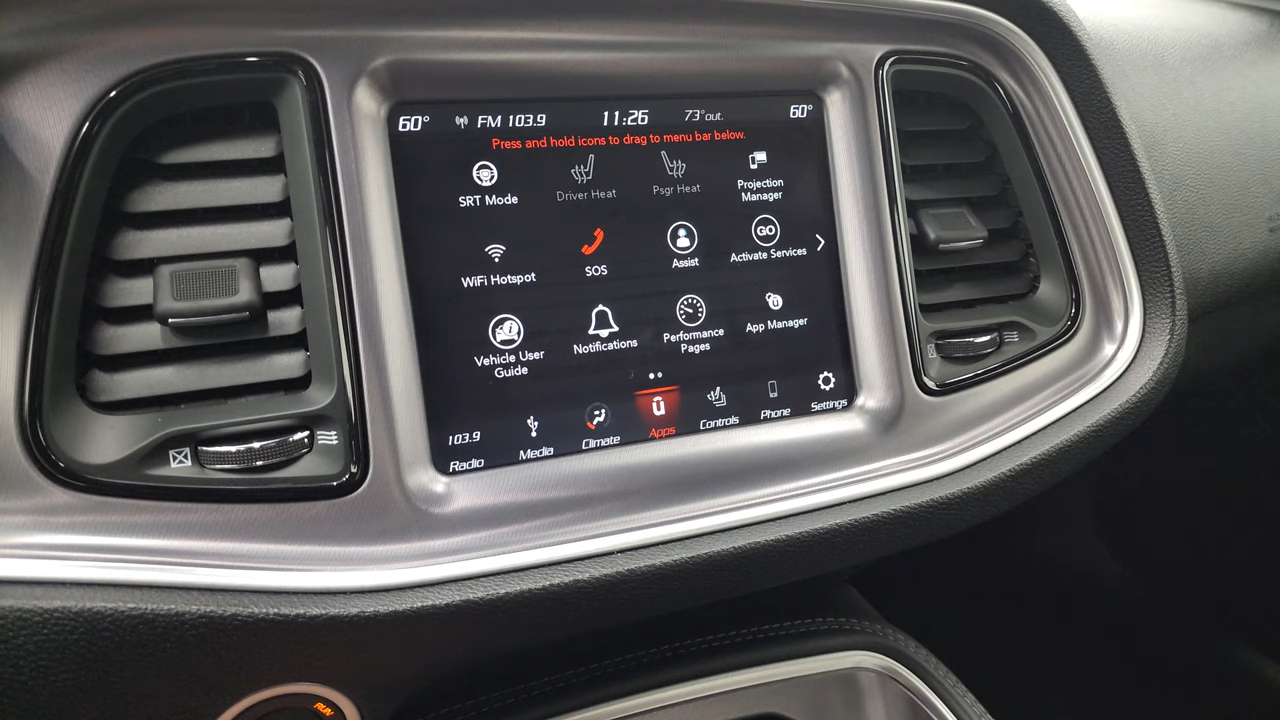 60° FM 103.9 11:26 73°out. 60°
Press and hold icons to drag to menu bar below.
SRT Mode
Driver Heat
Psgr Heat
Projection
Manager
WiFi Hotspot
SOS
Assist
GO
Activate Services
Vehicle User
Guide
Notifications
Performance
Pages
App Manager
103.9
Radio
Media
Climate
Apps
Controls
Phone
Settings
RUN